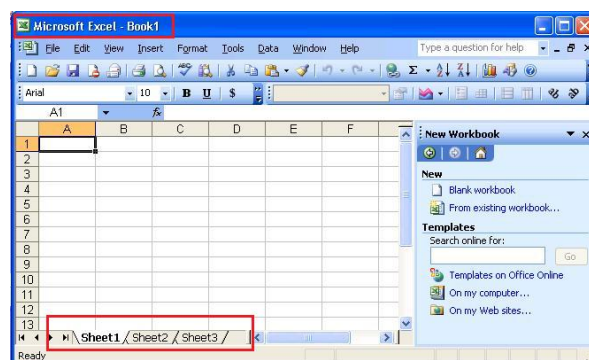 Microsoft Excel - Book1
File Edit View Insert Format Tools Data Window Help Type a question for help
Arial 10 B U $
A1 fx
A B C D E F
1
2
3
4
5
6
7
8
9
10
11
12
13
Sheet1 Sheet2 Sheet3
Ready
New Workbook
New
Blank workbook
From existing workbook...
Templates
Search online for:
Go
Templates on Office Online
On my computer...
On my Web sites...